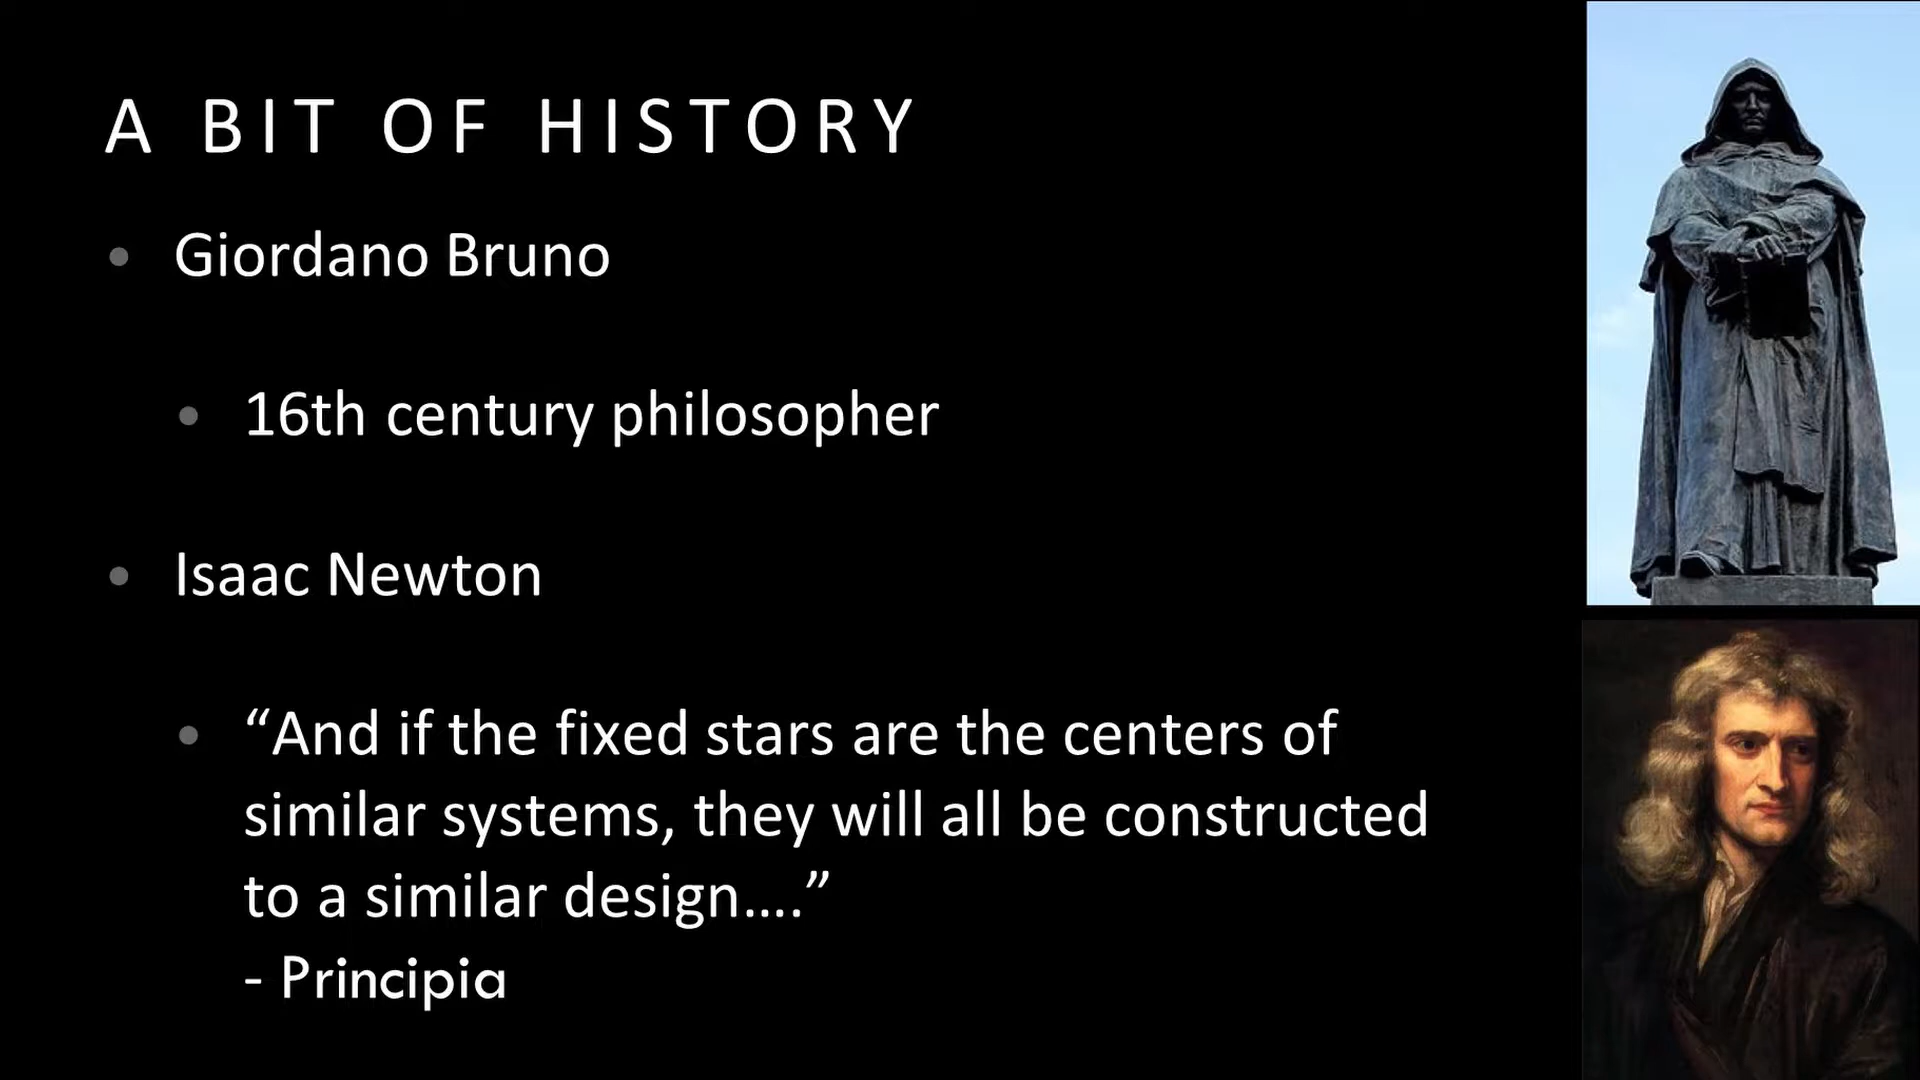 A BIT OF HISTORY
• Giordano Bruno
• 16th century philosopher
• Isaac Newton
• “And if the fixed stars are the centers of
similar systems, they will all be constructed
to a similar design....”
- Principia